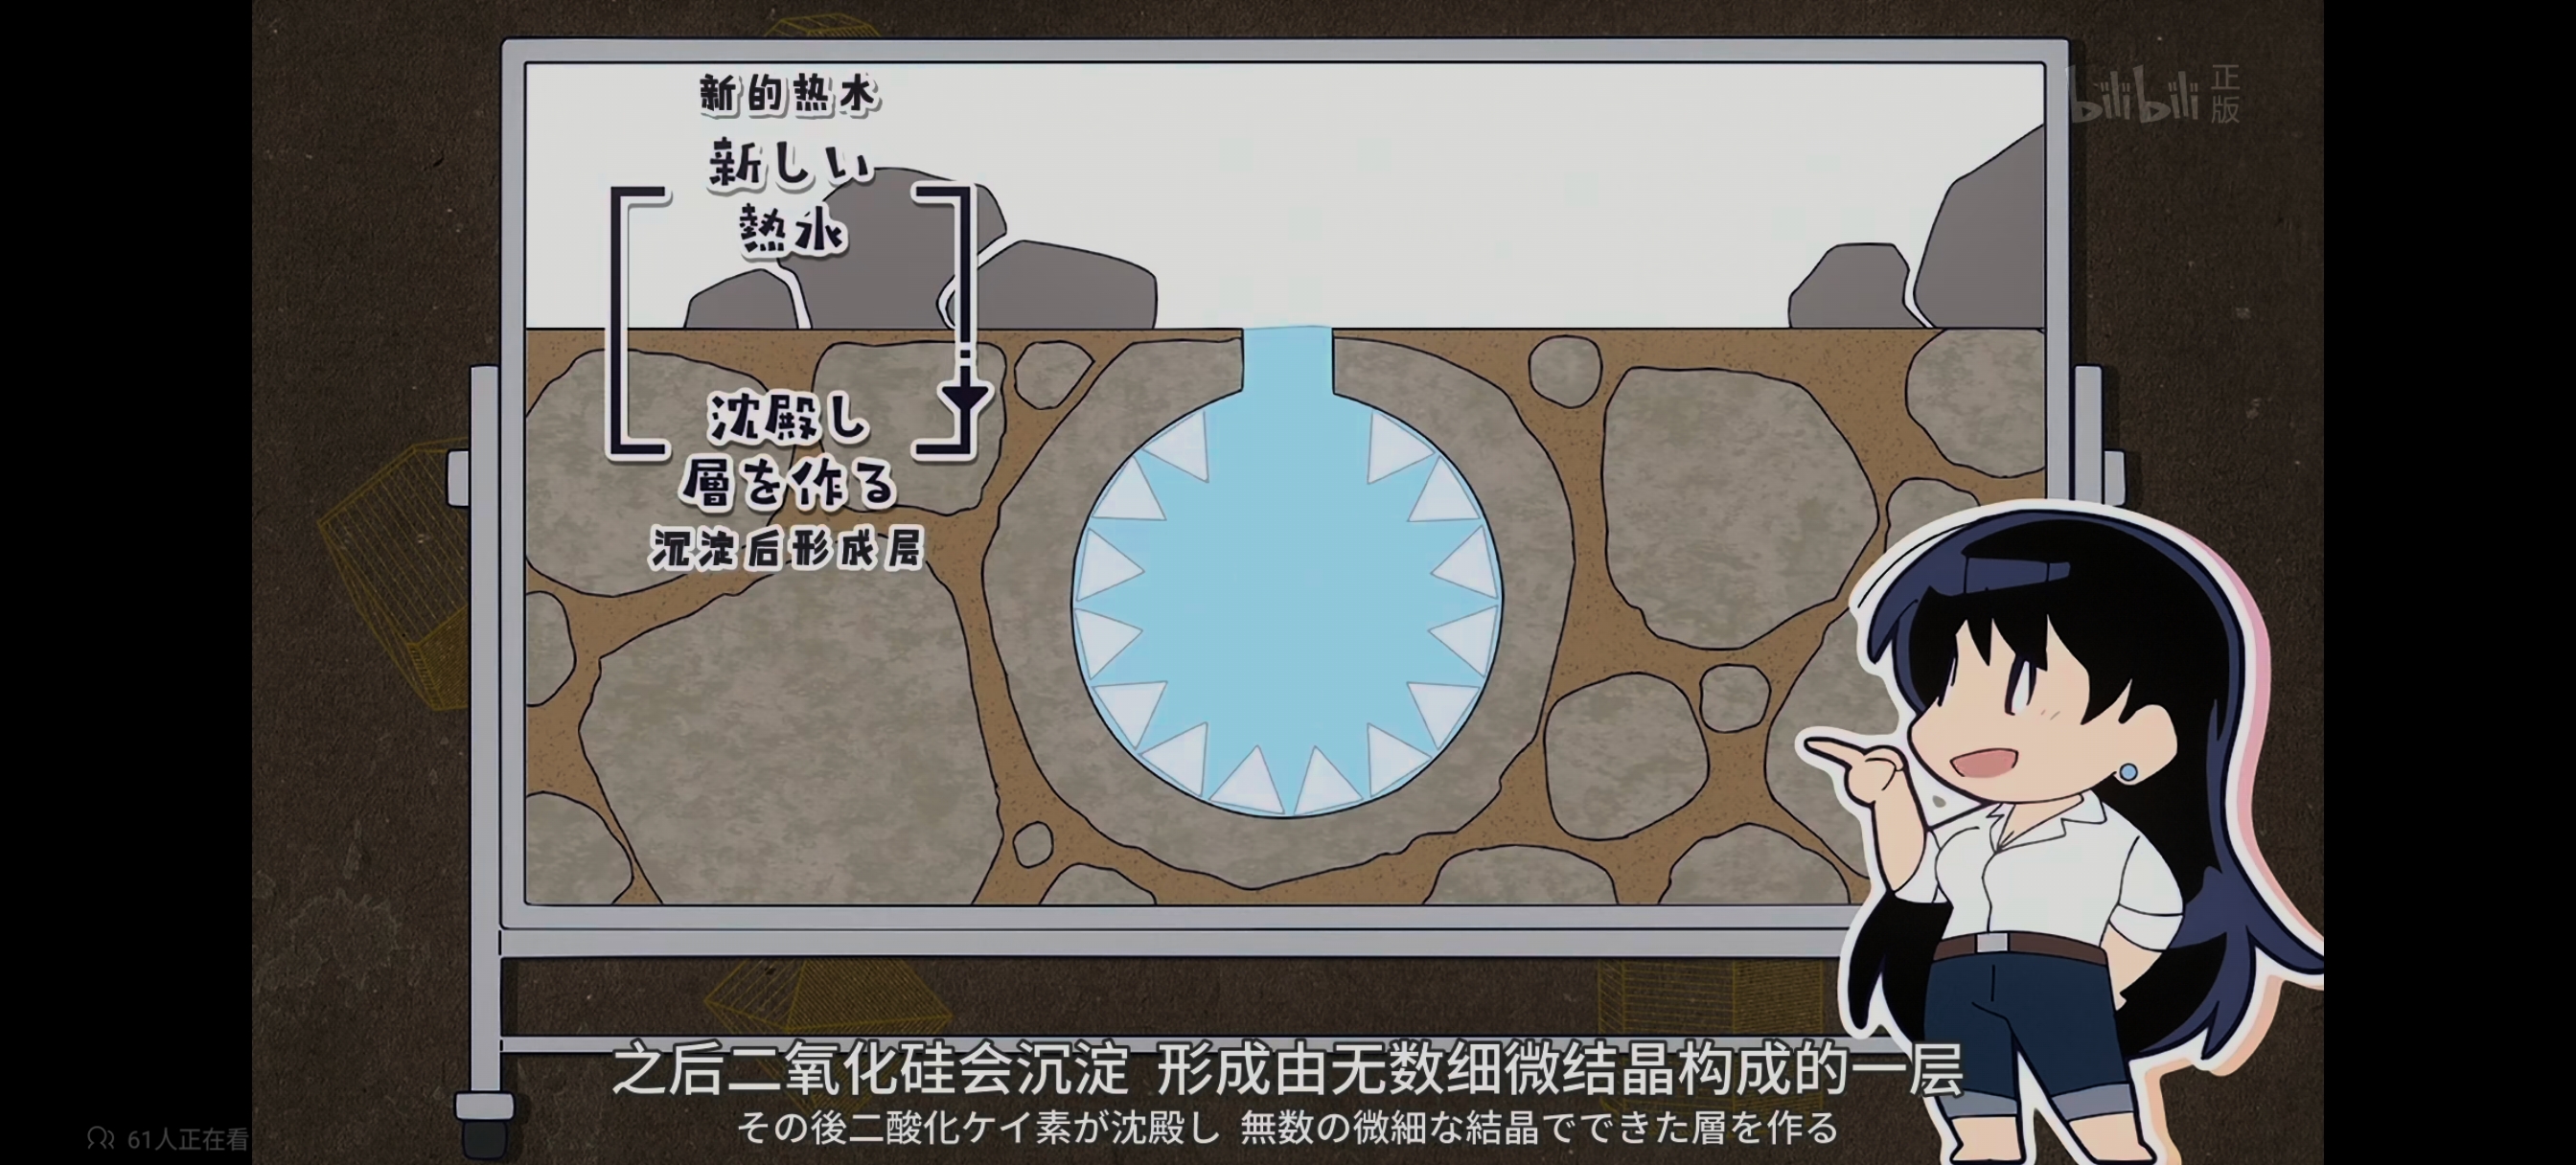 新的热水
新しい
熱水
沈殿し
層を作る
沉淀后形成层
bilibili 正版
之后二氧化硅会沉淀 形成由无数细微结晶构成的一层
その後二酸化ケイ素が沈殿し 無数の微細な結晶でできた層を作る
61人正在看